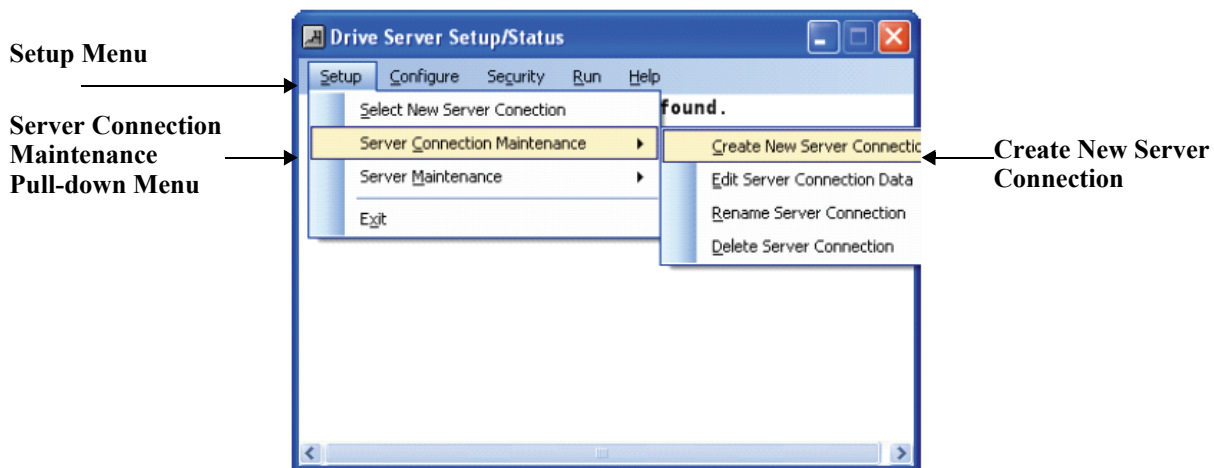 Drive Server Setup/Status
Setup Menu
Setup Configure Security Run Help
Select New Server Conection
found.
Server Connection Maintenance Pull-down Menu
Server Connection Maintenance
Create New Server Connectio
Create New Server Connection
Server Maintenance
Edit Server Connection Data
Exit
Rename Server Connection
Delete Server Connection